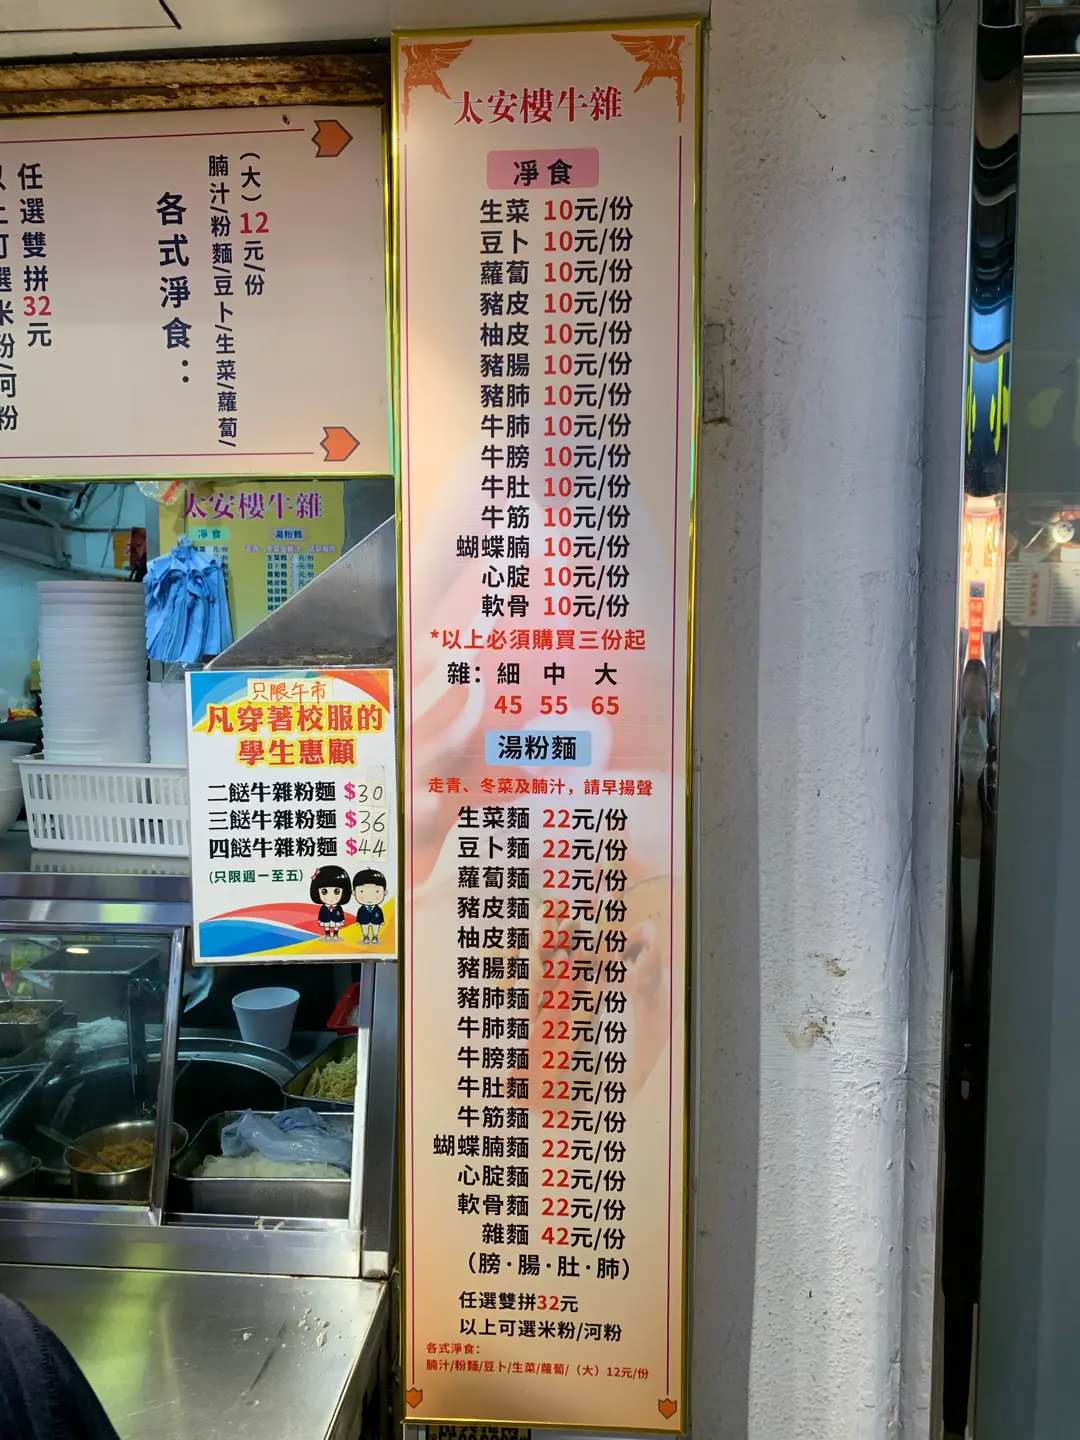 太安樓牛雜
淨食
生菜 10元/份
豆卜 10元/份
蘿蔔 10元/份
豬皮 10元/份
柚皮 10元/份
豬腸 10元/份
豬肺 10元/份
牛肺 10元/份
牛膀 10元/份
牛肚 10元/份
牛筋 10元/份
蝴蝶腩 10元/份
心腚 10元/份
軟骨 10元/份
*以上必須購買三份起
雜：細 中 大
45 55 65
湯粉麵
走青、冬菜及腩汁，請早揚聲
生菜麵 22元/份
豆卜麵 22元/份
蘿蔔麵 22元/份
豬皮麵 22元/份
柚皮麵 22元/份
豬腸麵 22元/份
豬肺麵 22元/份
牛肺麵 22元/份
牛膀麵 22元/份
牛肚麵 22元/份
牛筋麵 22元/份
蝴蝶腩麵 22元/份
心腚麵 22元/份
軟骨麵 22元/份
雜麵 42元/份
（膀·腸·肚·肺）
任選雙拼32元
以上可選米粉/河粉
各式淨食：
腩汁/粉麵/豆卜/生菜/蘿蔔/（大）12元/份
（大）12元/份
腩汁/粉麵/豆卜/生菜/蘿蔔/
各式淨食：
任選雙拼32元
以上可選米粉/河粉
太安樓牛雜
淨食 湯粉麵
只限午市
凡穿著校服的
學生惠顧
二餸牛雜粉麵 $30
三餸牛雜粉麵 $36
四餸牛雜粉麵 $44
(只限週一至五)